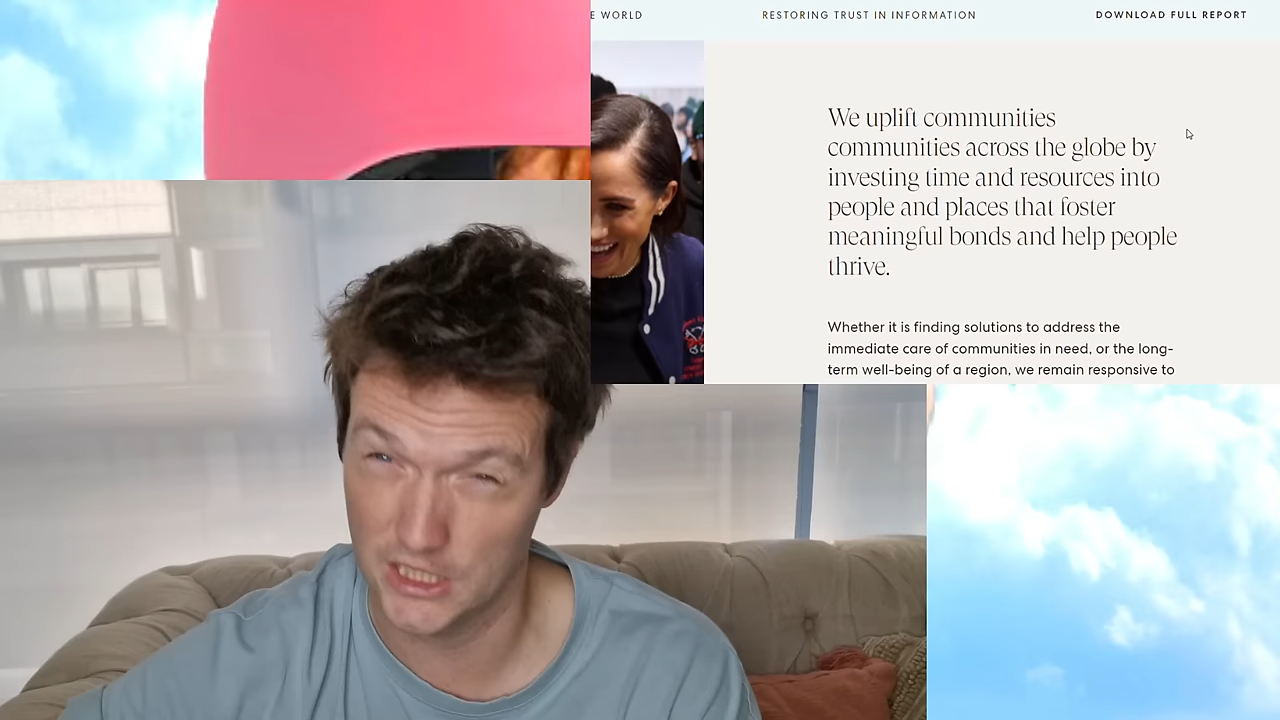 E WORLD
RESTORING TRUST IN INFORMATION
DOWNLOAD FULL REPORT
We uplift communities
communities across the globe by
investing time and resources into
people and places that foster
meaningful bonds and help people
thrive.
Whether it is finding solutions to address the
immediate care of communities in need, or the long-
term well-being of a region, we remain responsive to